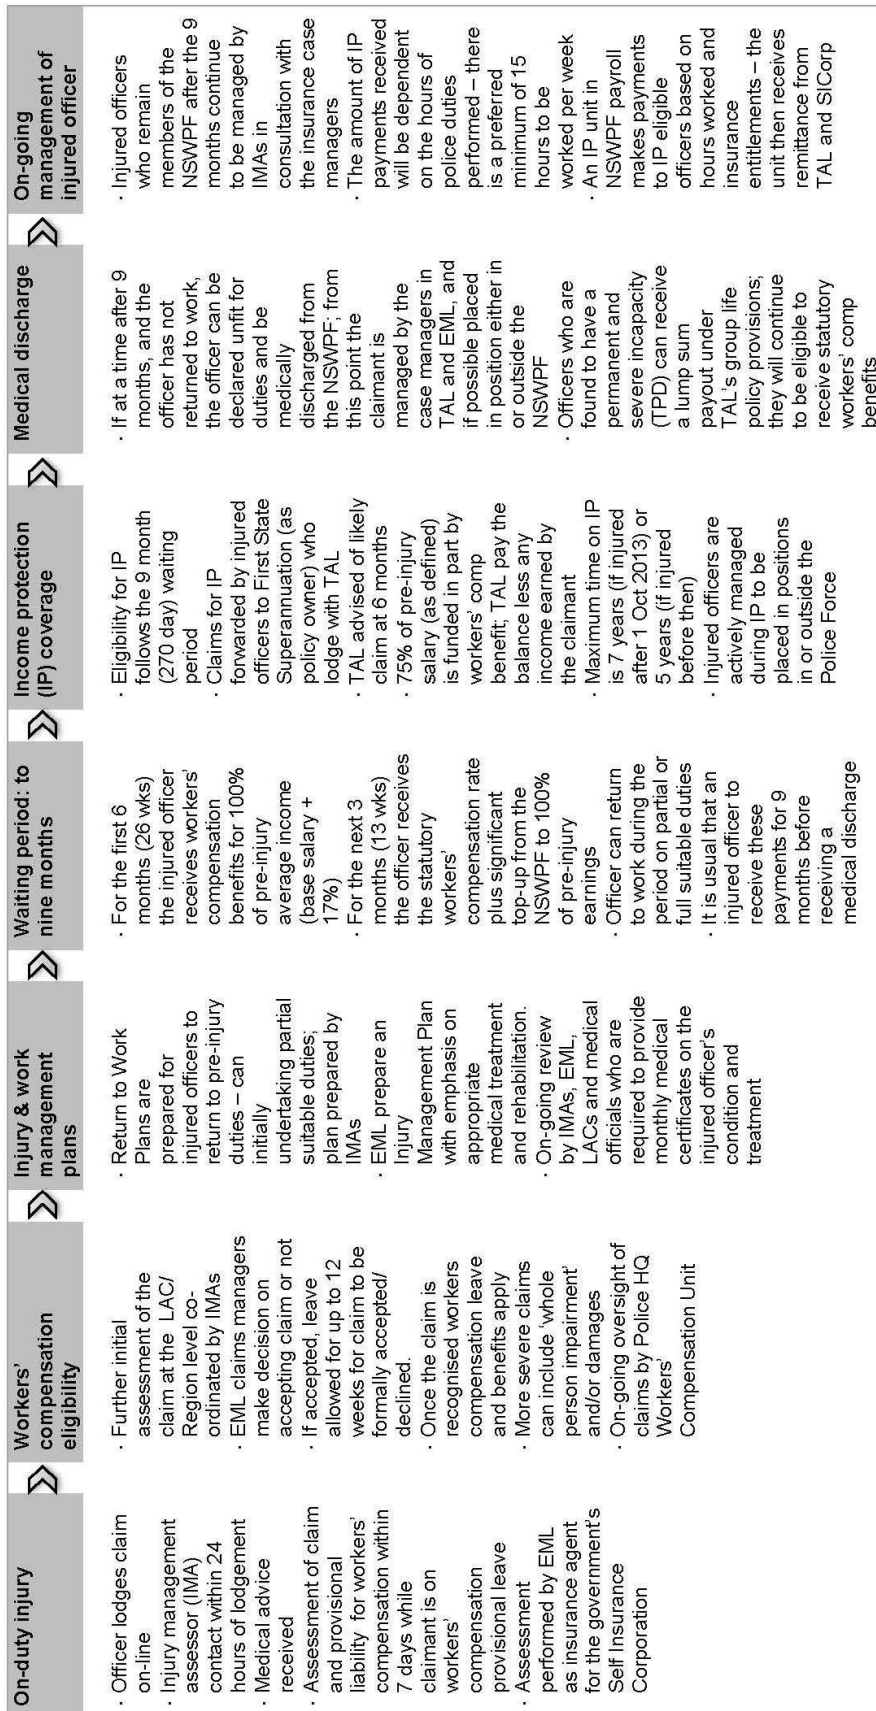 On-duty injury
· Officer lodges claim
on-line
· Injury management
assessor (IMA)
contact within 24
hours of lodgement
· Medical advice
received
· Assessment of claim
and provisional
liability for workers'
compensation within
7 days while
claimant is on
workers'
compensation
provisional leave
· Assessment
performed by EML
as insurance agent
for the government's
Self Insurance
Corporation
Workers'
compensation
eligibility
· Further initial
assessment of the
claim at the LAC/
Region level co-
ordinated by IMAs
· EML claims managers
make decision on
accepting claim or not
· If accepted, leave
allowed for up to 12
weeks for claim to be
formally accepted/
declined.
· Once the claim is
recognised workers
compensation leave
and benefits apply
· More severe claims
can include 'whole
person impairment'
and/or damages
· On-going oversight of
claims by Police HQ
Workers'
Compensation Unit
Injury & work
management
plans
· Return to Work
Plans are
prepared for
injured officers to
return to pre-injury
duties – can
initially
undertaking partial
suitable duties;
plan prepared by
IMAs
· EML prepare an
Injury
Management Plan
with emphasis on
appropriate
medical treatment
and rehabilitation.
· On-going review
by IMAs, EML,
LACs and medical
officials who are
required to provide
monthly medical
certificates on the
injured officer's
condition and
treatment
Waiting period: to
nine months
· For the first 6
months (26 wks)
the injured officer
receives workers'
compensation
benefits for 100%
of pre-injury
average income
(base salary +
17%)
· For the next 3
months (13 wks)
the officer receives
the statutory
workers'
compensation rate
plus significant
top-up from the
NSWPF to 100%
of pre-injury
earnings
· Officer can return
to work during the
period on partial or
full suitable duties
· It is usual that an
injured officer to
receive these
payments for 9
months before
receiving a
medical discharge
Income protection
(IP) coverage
· Eligibility for IP
follows the 9 month
(270 day) waiting
period
· Claims for IP
forwarded by injured
officers to First State
Superannuation (as
policy owner) who
lodge with TAL
· TAL advised of likely
claim at 6 months
· 75% of pre-injury
salary (as defined)
is funded in part by
workers' comp
benefit; TAL pay the
balance less any
income earned by
the claimant
· Maximum time on IP
is 7 years (if injured
after 1 Oct 2013) or
5 years (if injured
before then)
· Injured officers are
actively managed
during IP to be
placed in positions
in or outside the
Police Force
Medical discharge
· If at a time after 9
months, and the
officer has not
returned to work,
the officer can be
declared unfit for
duties and be
medically
discharged from
the NSWPF; from
this point the
claimant is
managed by the
case managers in
TAL and EML, and
if possible placed
in position either in
or outside the
NSWPF
· Officers who are
found to have a
permanent and
severe incapacity
(TPD) can receive
a lump sum
payout under
TAL's group life
policy provisions;
they will continue
to be eligible to
receive statutory
workers' comp
benefits
On-going
management of
injured officer
· Injured officers
who remain
members of the
NSWPF after the 9
months continue
to be managed by
IMAs in
consultation with
the insurance case
managers
· The amount of IP
payments received
will be dependent
on the hours of
police duties
performed – there
is a preferred
minimum of 15
hours to be
worked per week
· An IP unit in
NSWPF payroll
makes payments
to IP eligible
officers based on
hours worked and
insurance
entitlements – the
unit then receives
remittance from
TAL and SICorp